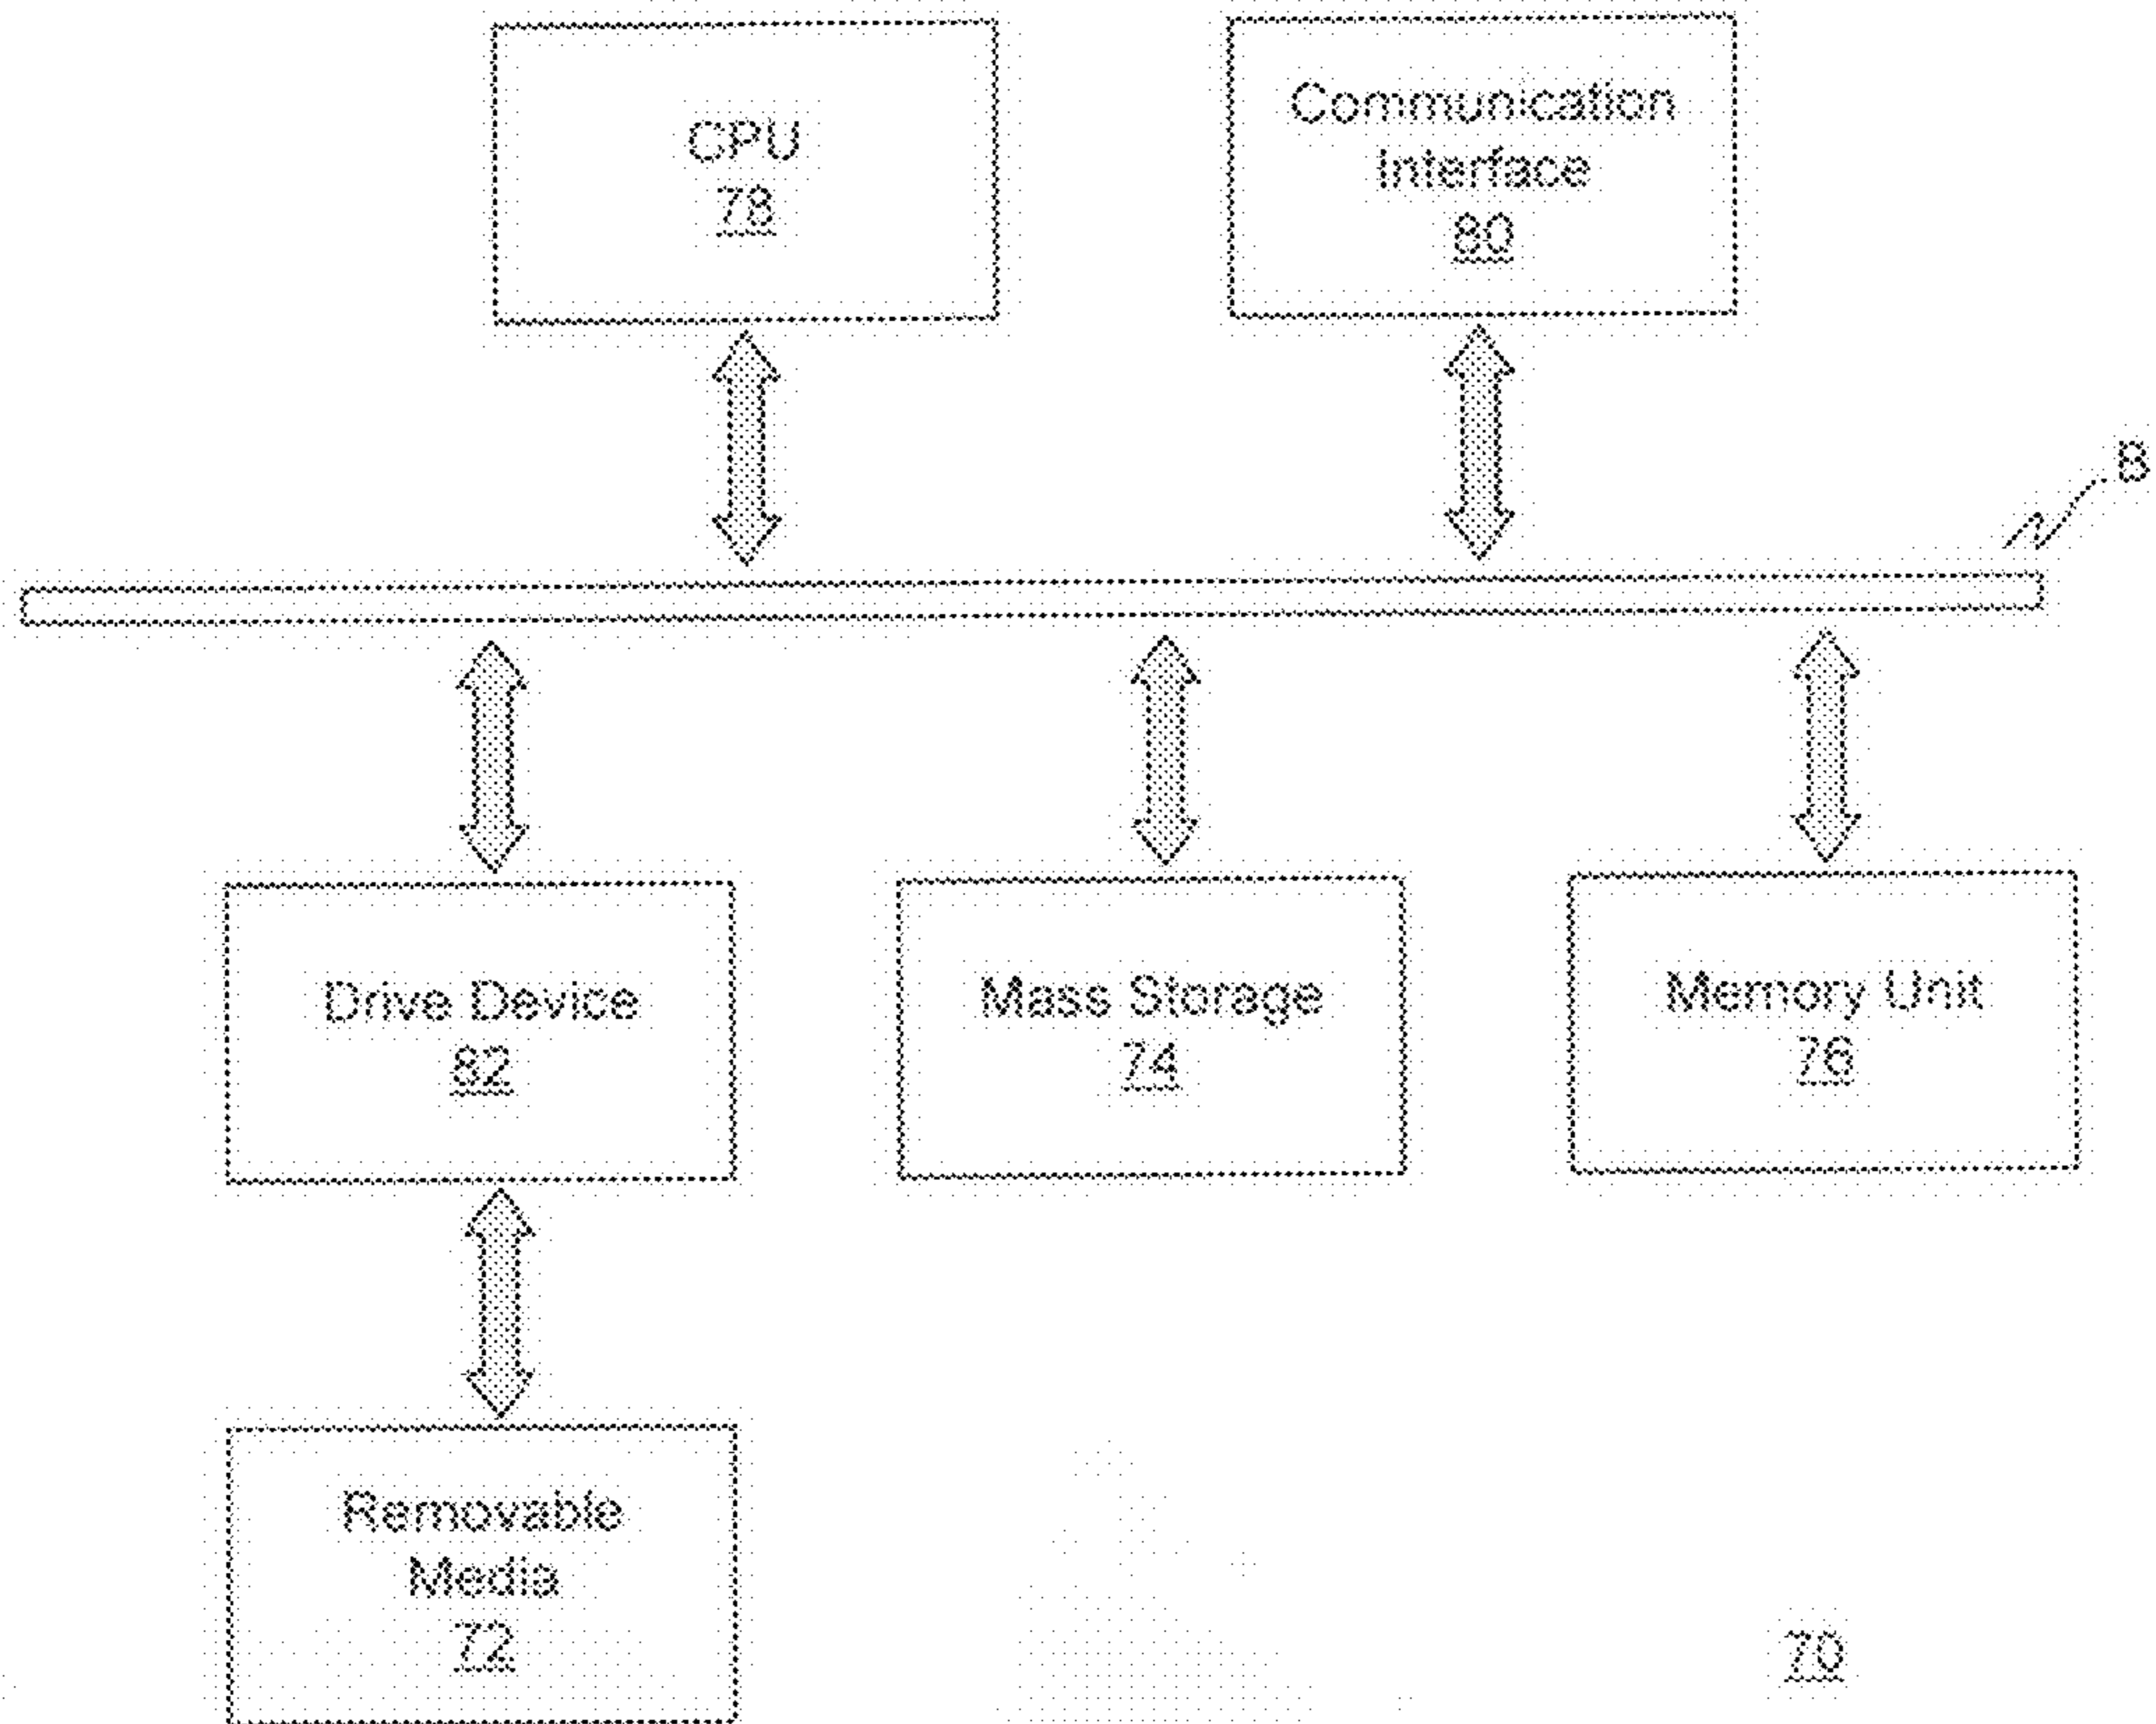 CPU
78
Communication
Interface
80
8
Drive Device
82
Mass Storage
74
Memory Unit
76
Removable
Media
72
70